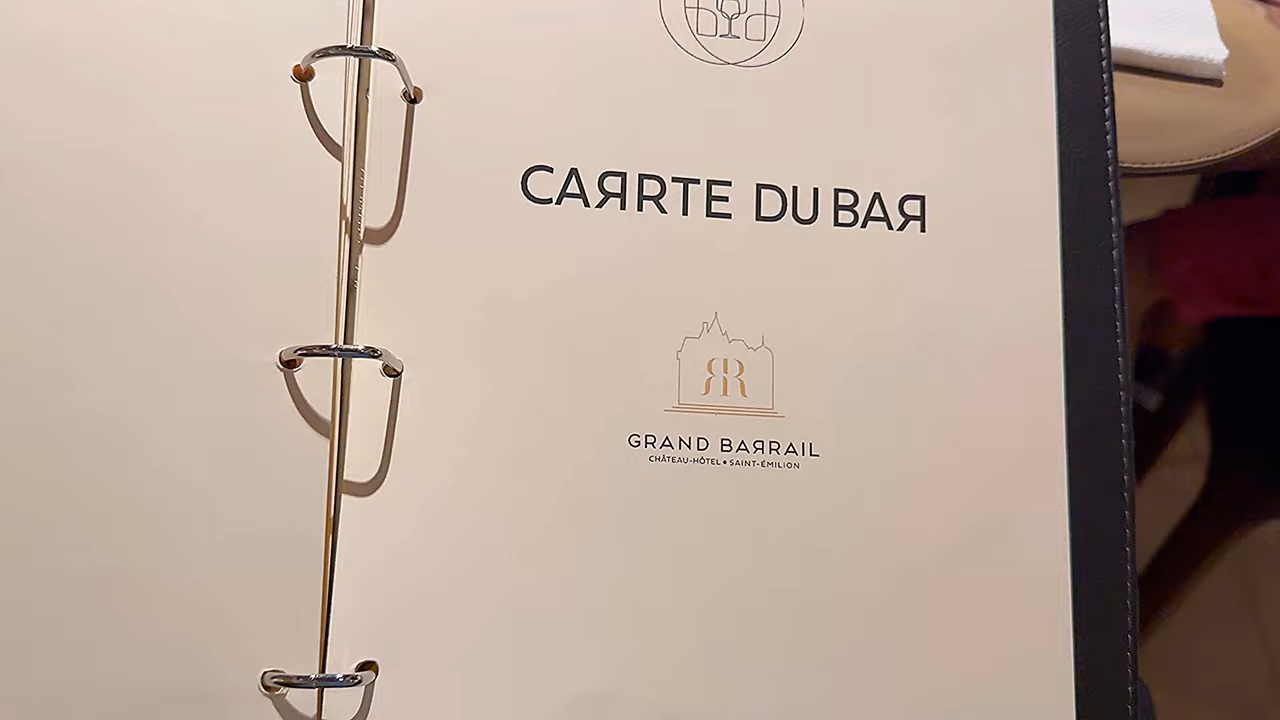 CAЯRTE DU BAЯ
ЯR
GRAND BAЯRAIL
CHÂTEAU-HÔTEL • SAINT-ÉMILION